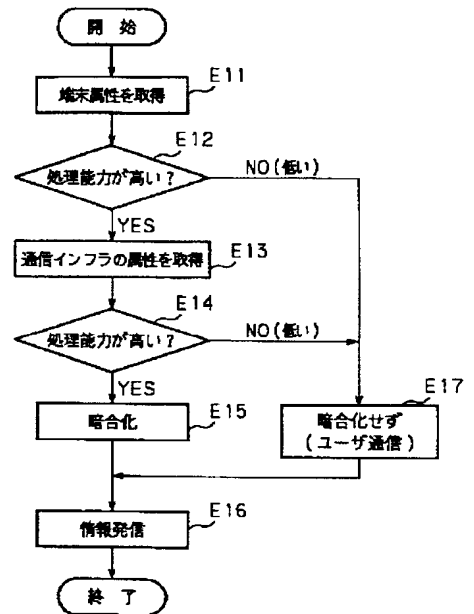 開 始
E11
端末属性を取得
E12
処理能力が高い?
NO(低い)
YES
E13
通信インフラの属性を取得
E14
処理能力が高い?
NO(低い)
YES
E15
暗合化
E17
暗合化せず
(ユーザ通信)
E16
情報発信
終 了